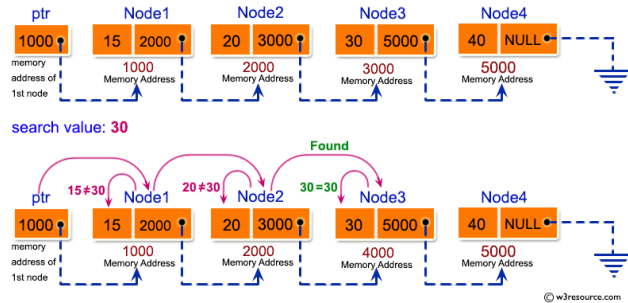 ptr Node1 Node2 Node3 Node4
1000 15 2000 20 3000 30 5000 40 NULL
memory address of 1st node
1000 2000 3000 5000
Memory Address Memory Address Memory Address Memory Address
search value: 30
Found
15≠30 20≠30 30=30
ptr Node1 Node2 Node3 Node4
1000 15 2000 20 3000 30 5000 40 NULL
memory address of 1st node
1000 2000 4000 5000
Memory Address Memory Address Memory Address Memory Address
© w3resource.com